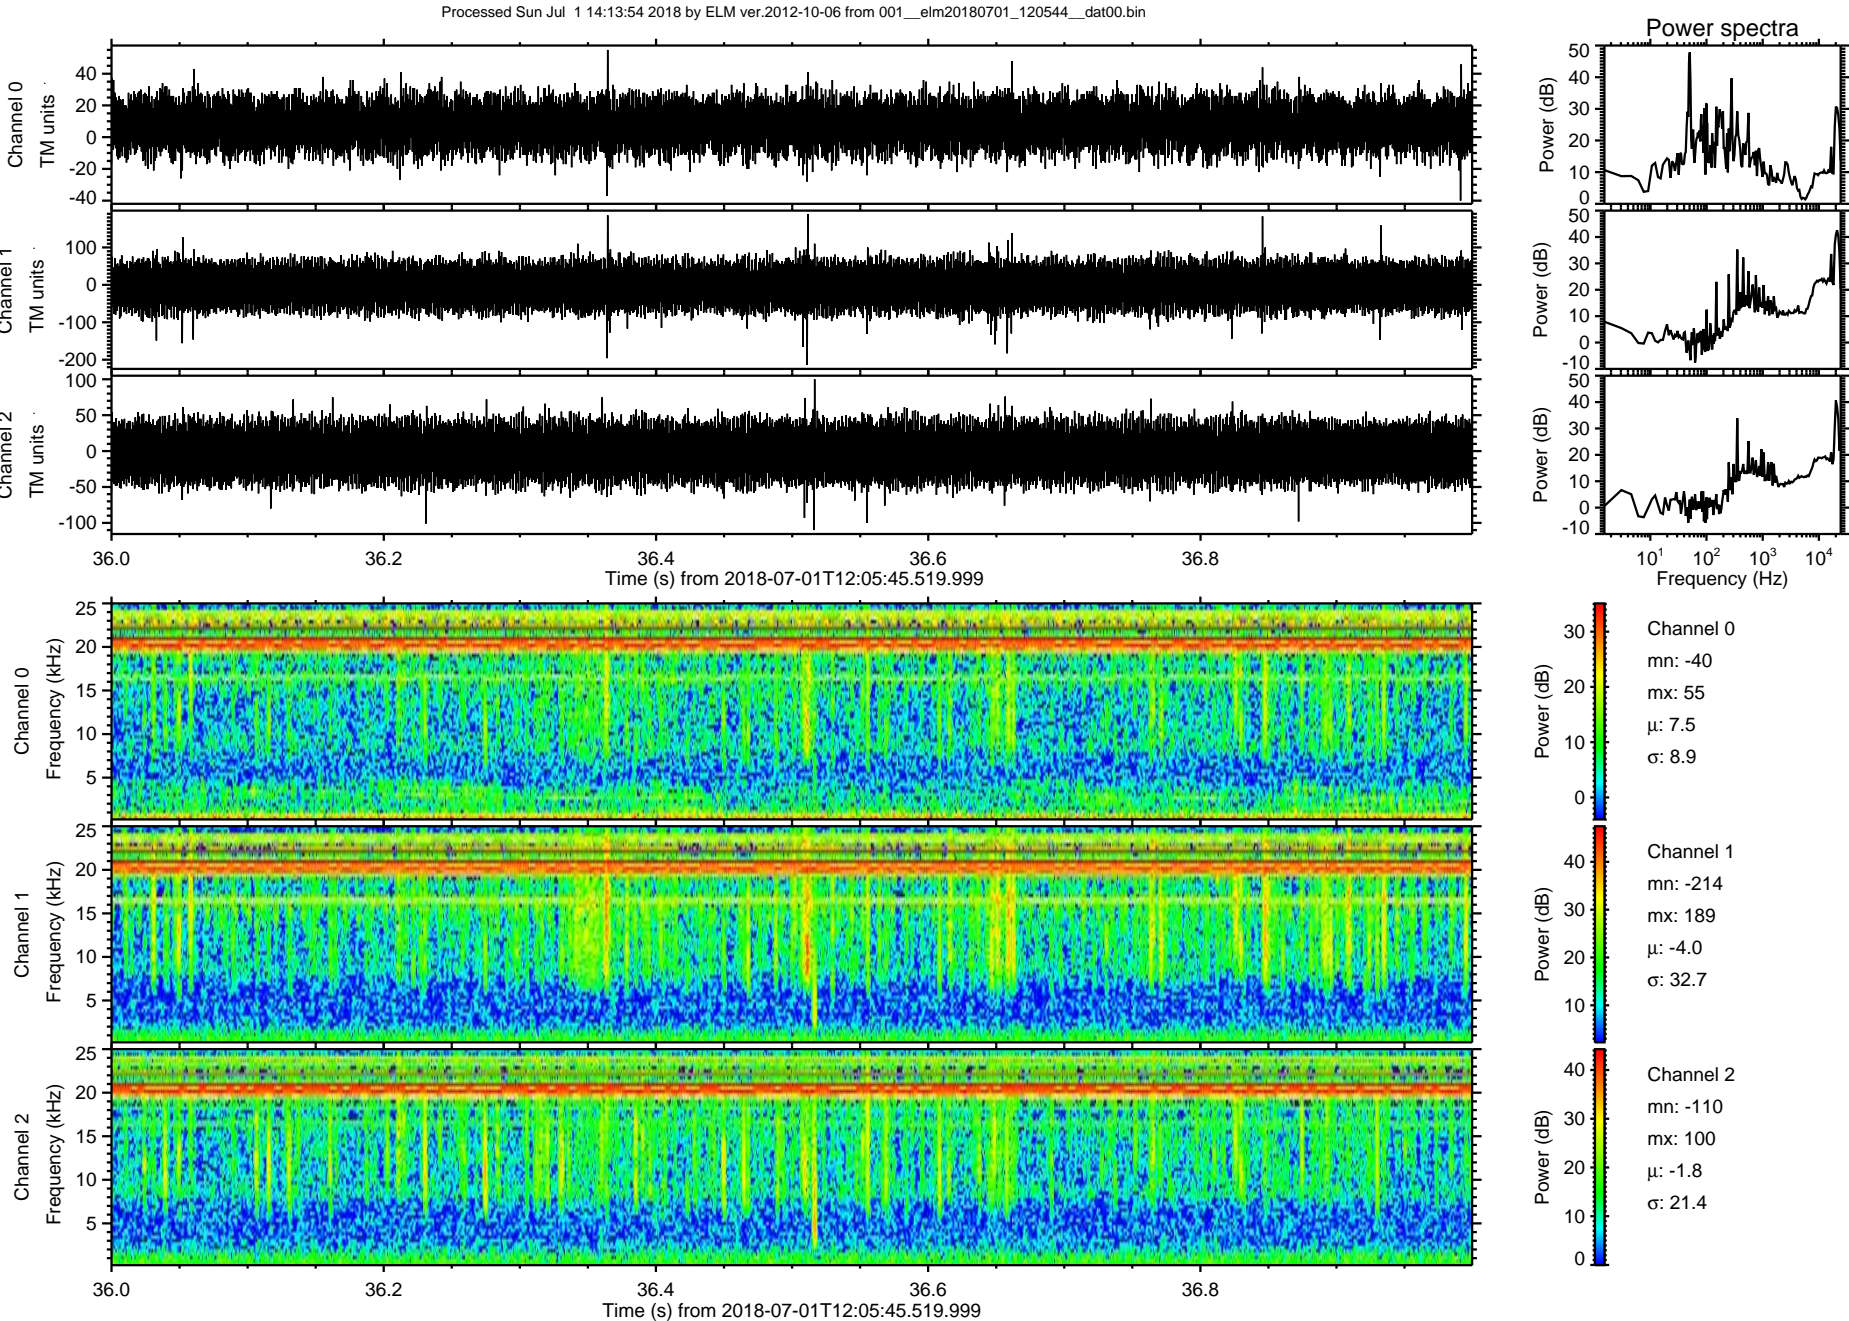 Processed Sun Jul  1 14:13:54 2018 by ELM ver.2012-10-06 from 001__elm20180701_120544__dat00.bin
Power spectra
Channel 0
TM units
40
20
0
-20
-40
Power (dB)
50
40
30
20
10
0
Channel 1
TM units
100
0
-100
-200
Power (dB)
50
40
30
20
10
0
-10
Channel 2
TM units
100
50
0
-50
-100
Power (dB)
50
40
30
20
10
0
-10
36.0 36.2 36.4 36.6 36.8
Time (s) from 2018-07-01T12:05:45.519.999
10^1 10^2 10^3 10^4
Frequency (Hz)
Channel 0
Frequency (kHz)
25
20
15
10
5
Power (dB)
30
20
10
0
Channel 0
mn: -40
mx: 55
μ: 7.5
σ: 8.9
Channel 1
Frequency (kHz)
25
20
15
10
5
Power (dB)
40
30
20
10
Channel 1
mn: -214
mx: 189
μ: -4.0
σ: 32.7
Channel 2
Frequency (kHz)
25
20
15
10
5
Power (dB)
40
30
20
10
0
Channel 2
mn: -110
mx: 100
μ: -1.8
σ: 21.4
36.0 36.2 36.4 36.6 36.8
Time (s) from 2018-07-01T12:05:45.519.999